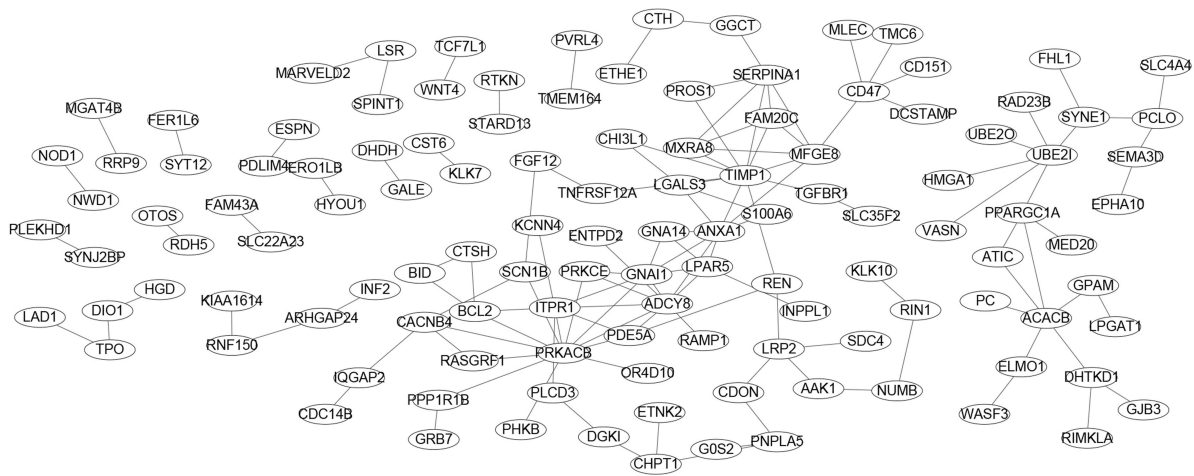 CTH
GGCT
ETHE1
MLEC
TMC6
CD151
CD47
DCSTAMP
LSR
MARVELD2
SPINT1
TCF7L1
WNT4
PVRL4
TMEM164
RTKN
STARD13
SERPINA1
PROS1
FAM20C
MXRA8
MFGE8
TIMP1
CHI3L1
LGALS3
TGFBR1
SLC35F2
S100A6
FHL1
SLC4A4
RAD23B
SYNE1
PCLO
UBE2O
UBE2I
SEMA3D
HMGA1
EPHA10
VASN
PPARGC1A
MED20
ATIC
MGAT4B
RRP9
FER1L6
SYT12
ESPN
PDLIM4
ERO1LB
HYOU1
DHDH
GALE
CST6
KLK7
FGF12
TNFRSF12A
NOD1
NWD1
OTOS
RDH5
FAM43A
SLC22A23
PLEKHD1
SYNJ2BP
KCNN4
ENTPD2
GNA14
ANXA1
CTSH
BID
SCN1B
PRKCE
GNAI1
LPAR5
REN
KLK10
HGD
DIO1
LAD1
TPO
KIAA1614
INF2
ARHGAP24
RNF150
BCL2
ITPR1
ADCY8
INPPL1
CACNB4
PDE5A
RAMP1
RIN1
PC
GPAM
ACACB
LPGAT1
PRKACB
RASGRF1
OR4D10
LRP2
SDC4
ELMO1
DHTKD1
WASF3
GJB3
RIMKLA
IQGAP2
CDC14B
PPP1R1B
GRB7
PLCD3
PHKB
DGKI
ETNK2
CHPT1
G0S2
PNPLA5
CDON
AAK1
NUMB